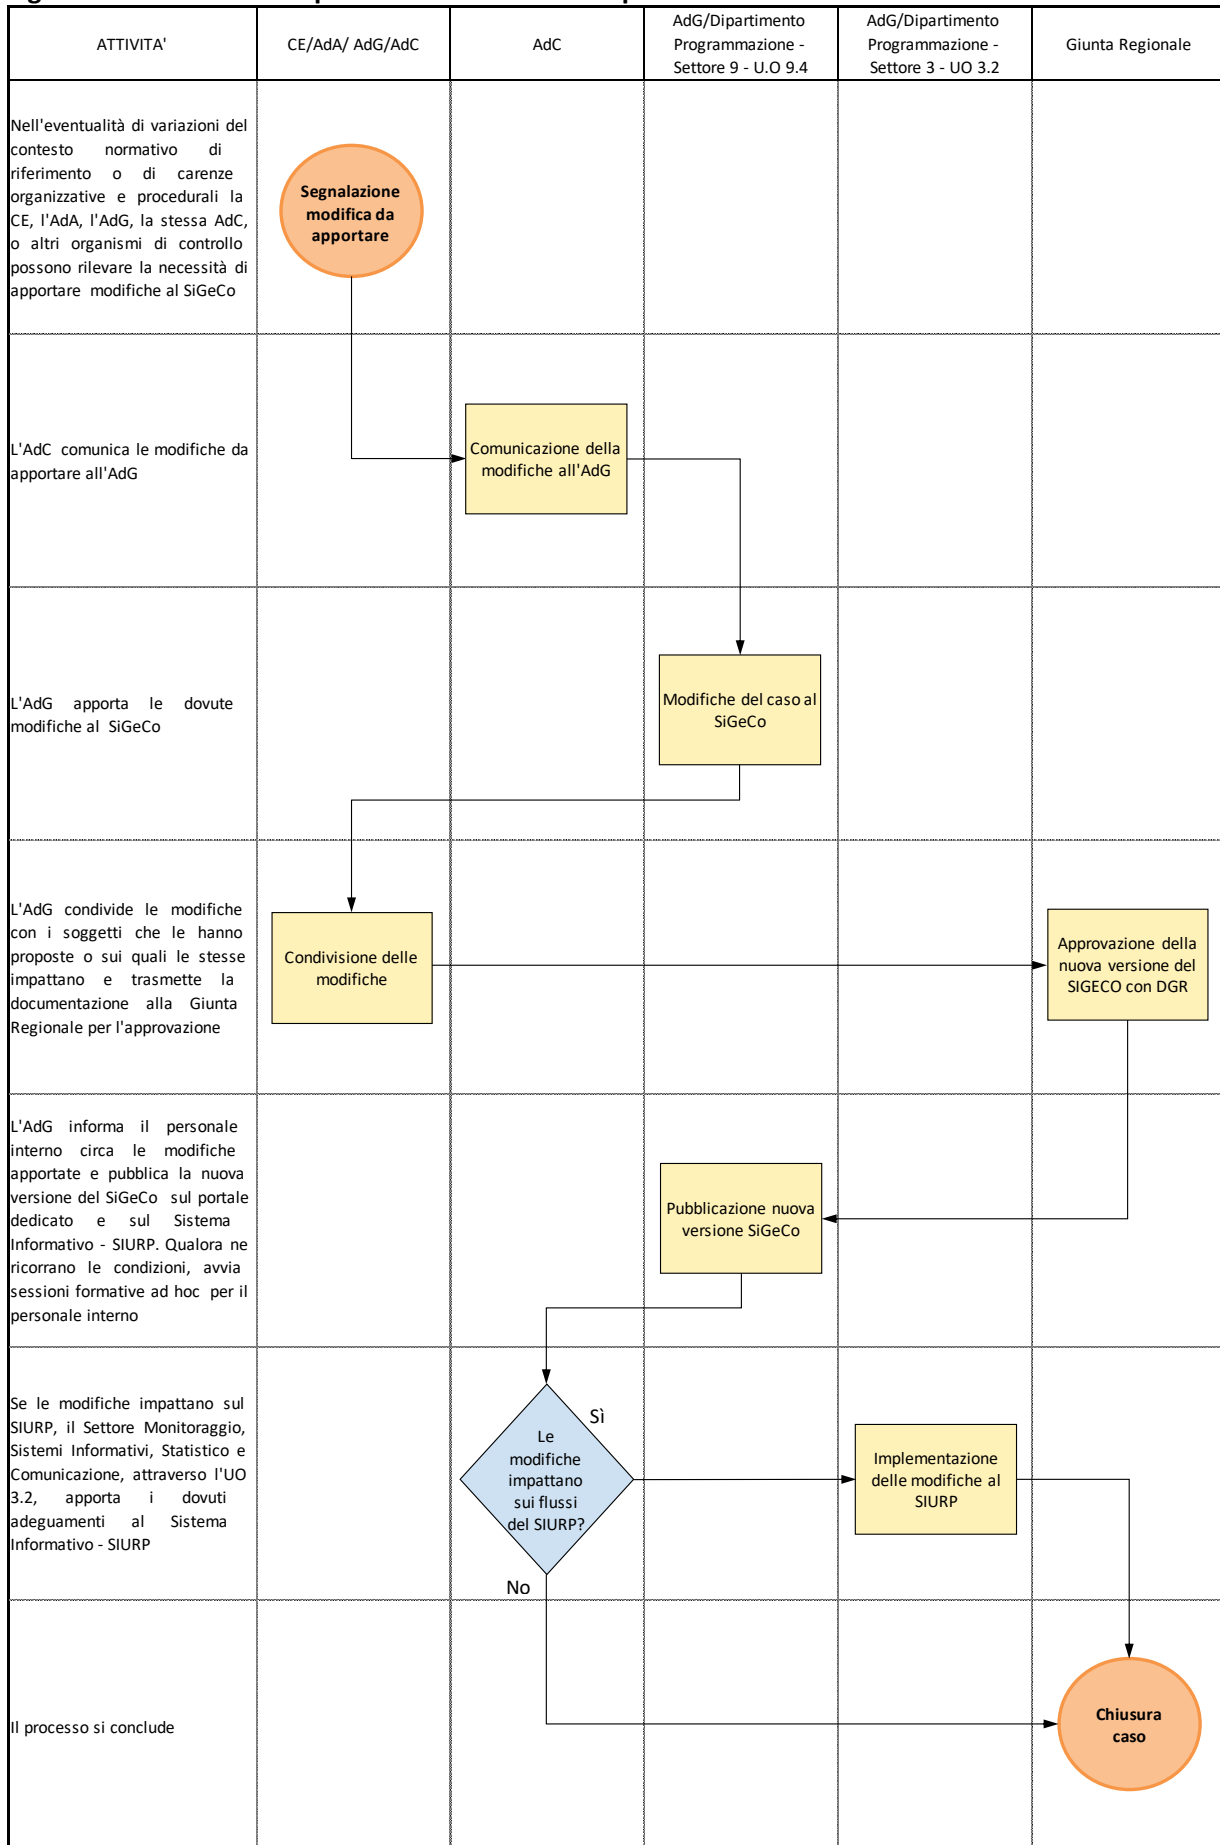 ATTIVITA'
CE/AdA/ AdG/AdC
AdC
AdG/Dipartimento
Programmazione -
Settore 9 - U.O 9.4
AdG/Dipartimento
Programmazione -
Settore 3 - UO 3.2
Giunta Regionale
Nell'eventualità di variazioni del
contesto normativo di
riferimento o di carenze
organizzative e procedurali la
CE, l'AdA, l'AdG, la stessa AdC,
o altri organismi di controllo
possono rilevare la necessità di
apportare modifiche al SiGeCo
Segnalazione
modifica da
apportare
L'AdC comunica le modifiche da
apportare all'AdG
Comunicazione della
modifiche all'AdG
L'AdG apporta le dovute
modifiche al SiGeCo
Modifiche del caso al
SiGeCo
L'AdG condivide le modifiche
con i soggetti che le hanno
proposte o sui quali le stesse
impattano e trasmette la
documentazione alla Giunta
Regionale per l'approvazione
Condivisione delle
modifiche
Approvazione della
nuova versione del
SIGECO con DGR
L'AdG informa il personale
interno circa le modifiche
apportate e pubblica la nuova
versione del SiGeCo sul portale
dedicato e sul Sistema
Informativo - SIURP. Qualora ne
ricorrano le condizioni, avvia
sessioni formative ad hoc per il
personale interno
Pubblicazione nuova
versione SiGeCo
Se le modifiche impattano sul
SIURP, il Settore Monitoraggio,
Sistemi Informativi, Statistico e
Comunicazione, attraverso l'UO
3.2, apporta i dovuti
adeguamenti al Sistema
Informativo - SIURP
Le
modifiche
impattano
sui flussi
del SIURP?
Sì
No
Implementazione
delle modifiche al
SIURP
Il processo si conclude
Chiusura
caso